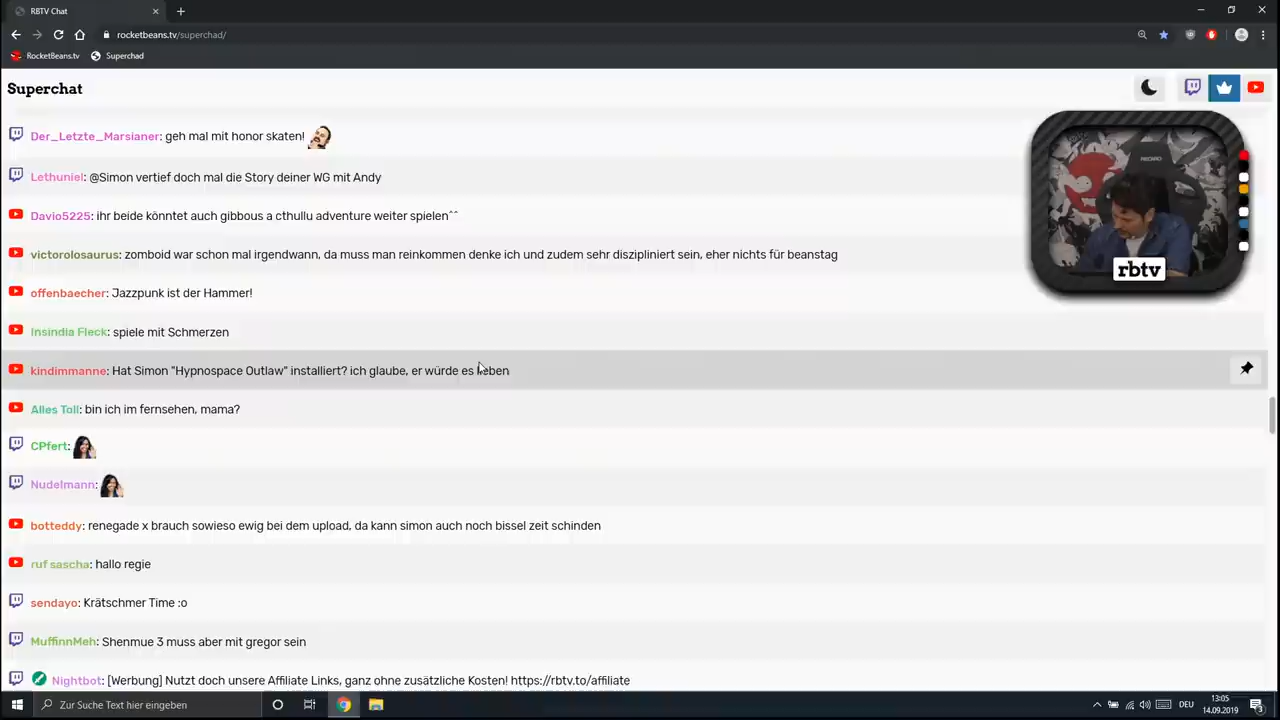 RBTV Chat
rocketbeans.tv/superchad/
RocketBeans.tv Superchad
Superchat
Der_Letzte_Marsianer: geh mal mit honor skaten!
Lethuniel: @Simon vertief doch mal die Story deiner WG mit Andy
Davio5225: ihr beide könntet auch gibbous a cthullu adventure weiter spielen^^
victorolosaurus: zomboid war schon mal irgendwann, da muss man reinkommen denke ich und zudem sehr diszipliniert sein, eher nichts für beanstag
offenbaecher: Jazzpunk ist der Hammer!
Insindia Fleck: spiele mit Schmerzen
kindimmanne: Hat Simon "Hypnospace Outlaw" installiert? ich glaube, er würde es lieben
Alles Toll: bin ich im fernsehen, mama?
CPfert:
Nudelmann:
botteddy: renegade x brauch sowieso ewig bei dem upload, da kann simon auch noch bissel zeit schinden
ruf sascha: hallo regie
sendayo: Krätschmer Time :o
MuffinnMeh: Shenmue 3 muss aber mit gregor sein
Nightbot: [Werbung] Nutzt doch unsere Affiliate Links, ganz ohne zusätzliche Kosten! https://rbtv.to/affiliate
RECARO
rbtv
Zur Suche Text hier eingeben
DEU
13:05
14.09.2019
3